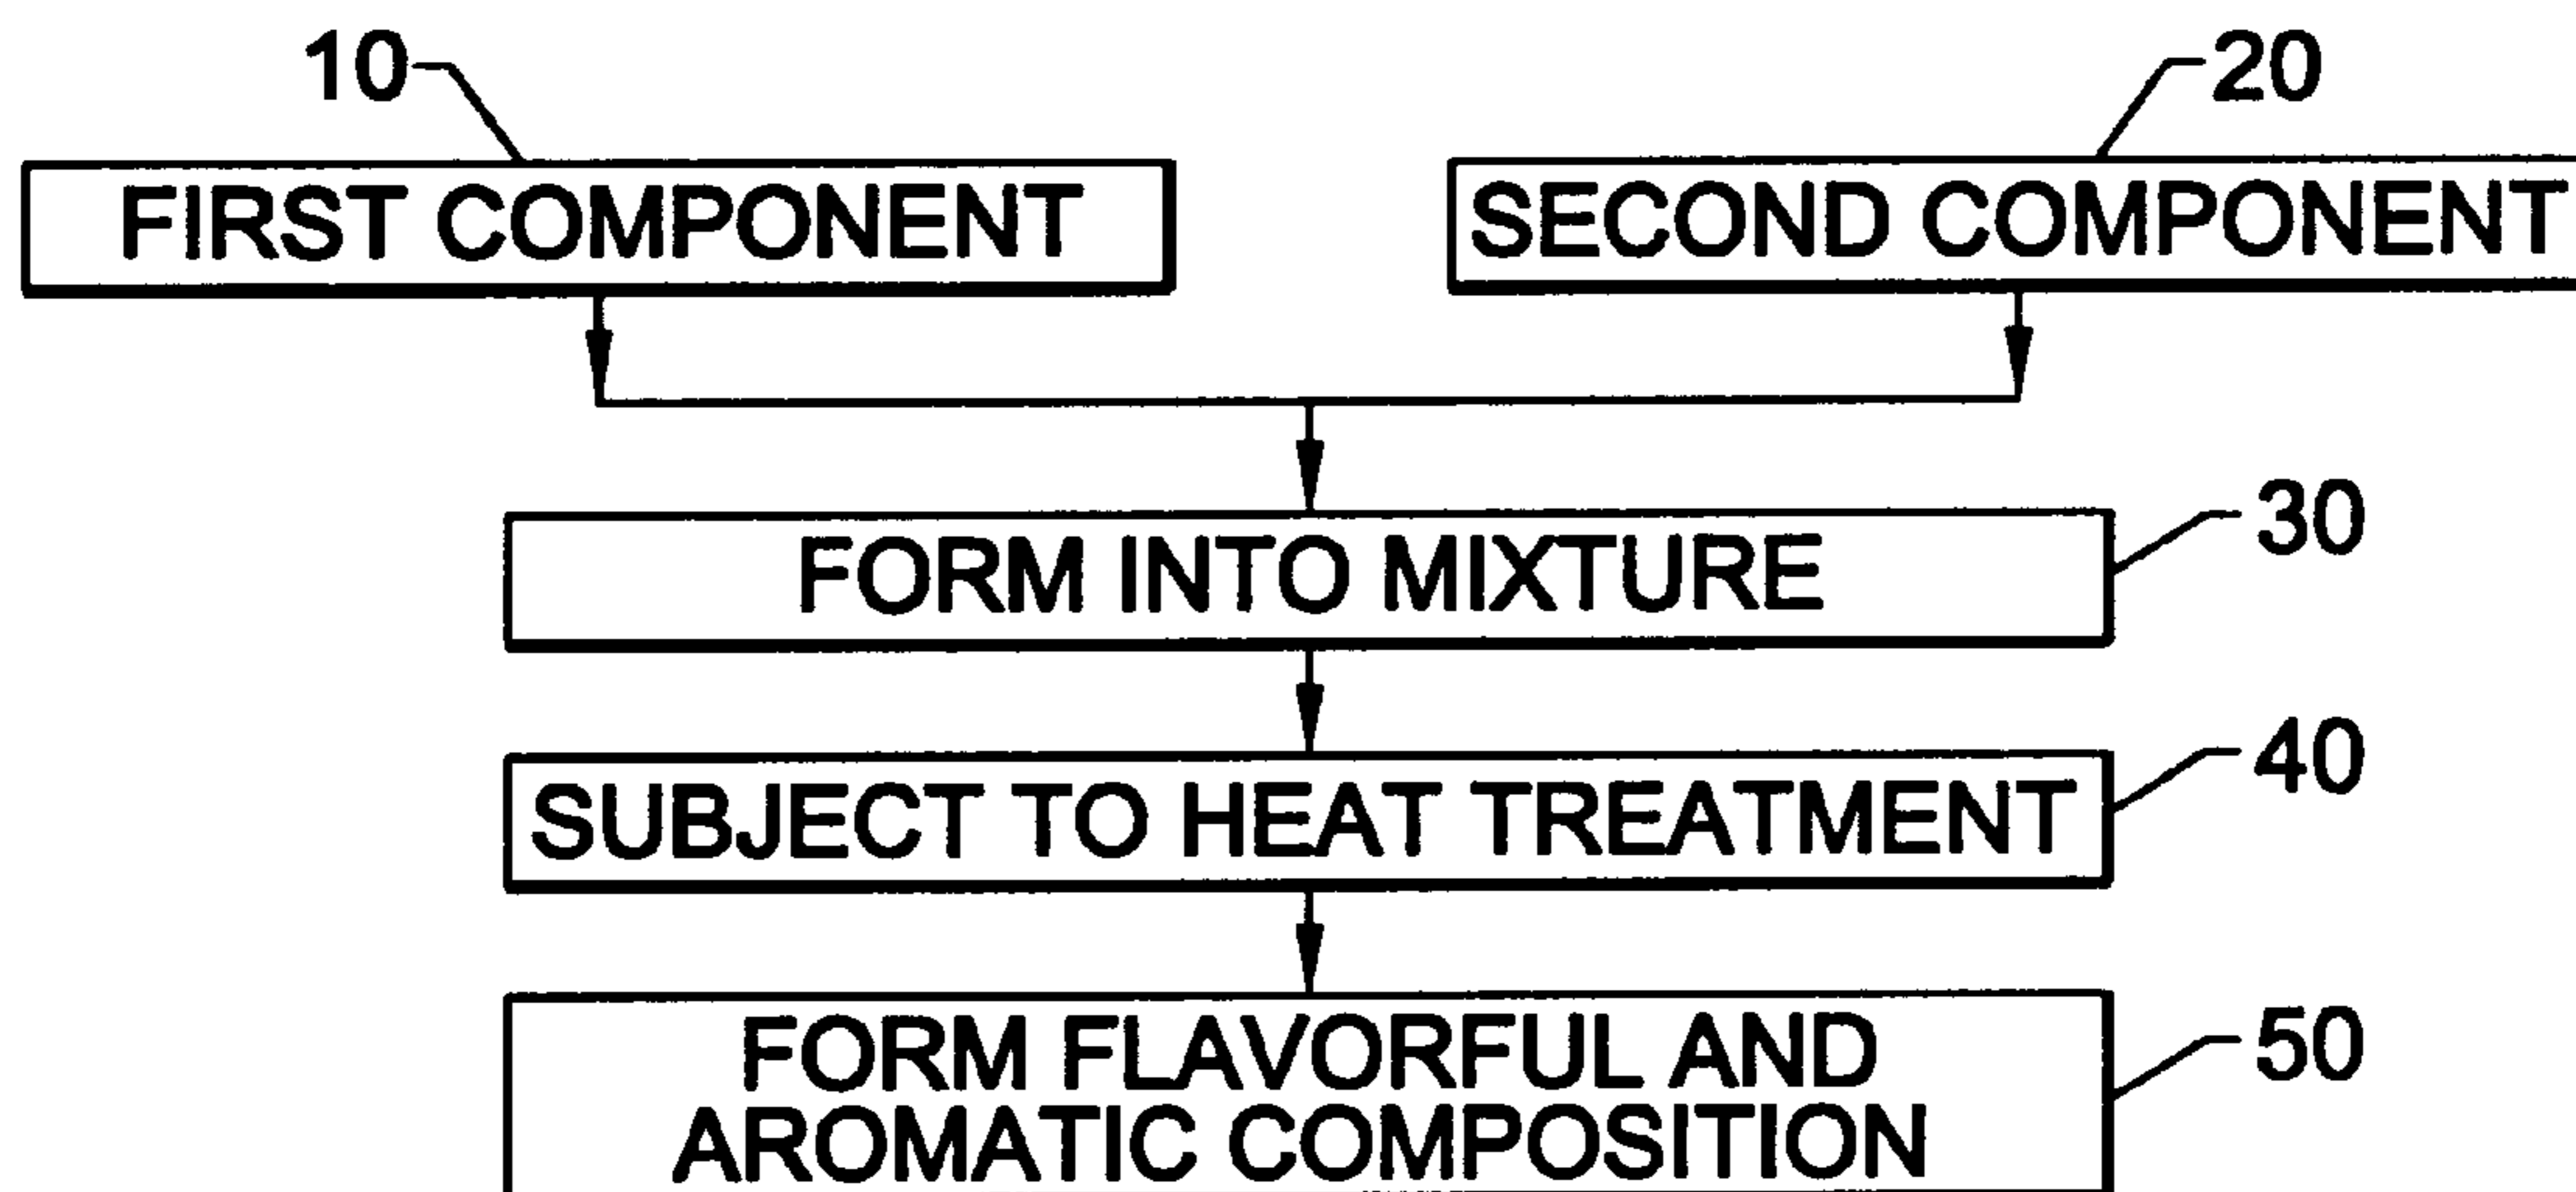 10
20
FIRST COMPONENT
SECOND COMPONENT
30
FORM INTO MIXTURE
40
SUBJECT TO HEAT TREATMENT
50
FORM FLAVORFUL AND
AROMATIC COMPOSITION